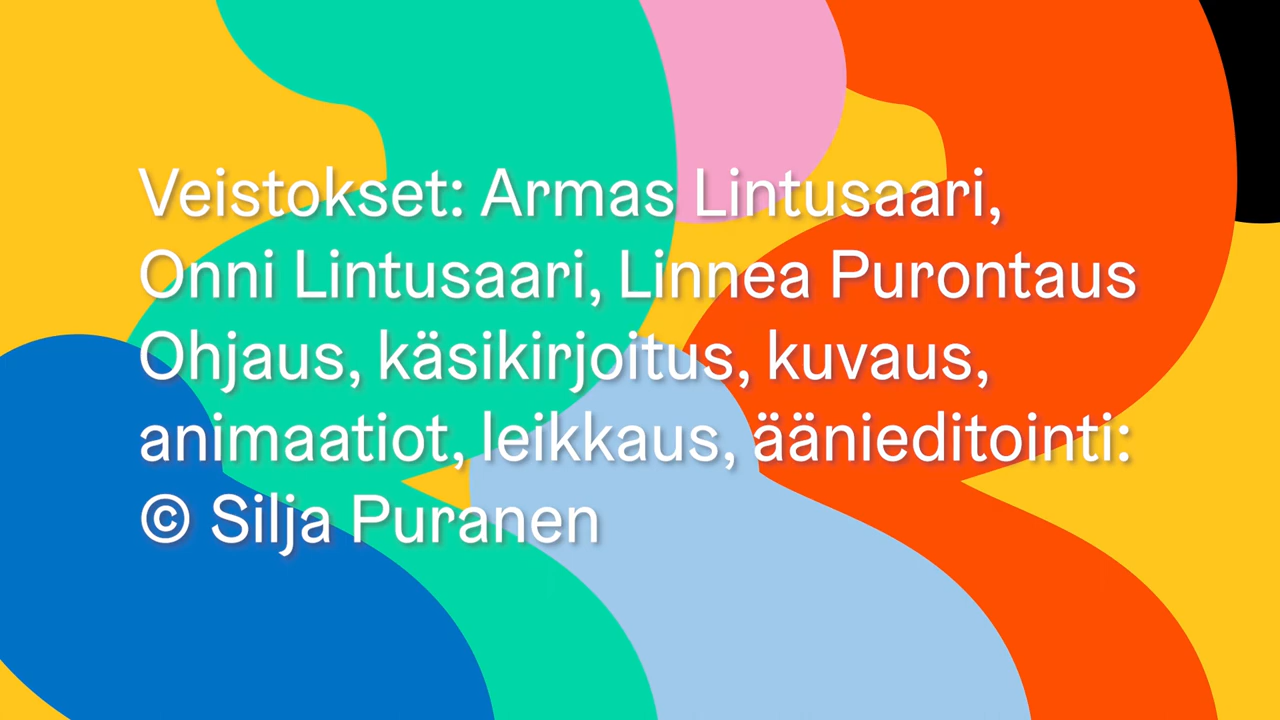 Veistokset: Armas Lintusaari,
Onni Lintusaari, Linnea Purontaus
Ohjaus, käsikirjoitus, kuvaus,
animaatiot, leikkaus, äänieditointi:
© Silja Puranen